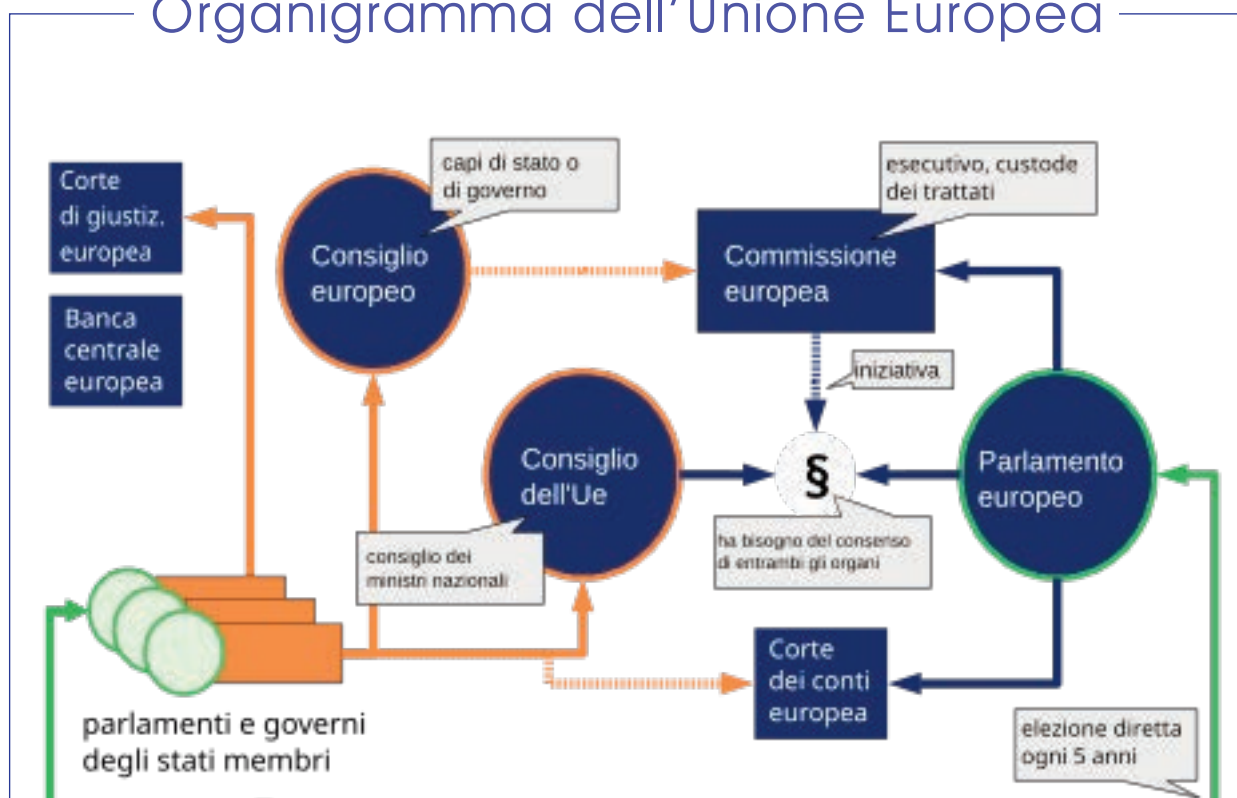 Organigramma dell'Unione Europea
capi di stato o
di governo
esecutivo, custode
dei trattati
Corte
di giustiz.
europea
Consiglio
europeo
Commissione
europea
Banca
centrale
europea
iniziativa
Consiglio
dell'Ue
§
Parlamento
europeo
consiglio dei
ministri nazionali
ha bisogno del consenso
di entrambi gli organi
Corte
dei conti
europea
parlamenti e governi
degli stati membri
elezione diretta
ogni 5 anni